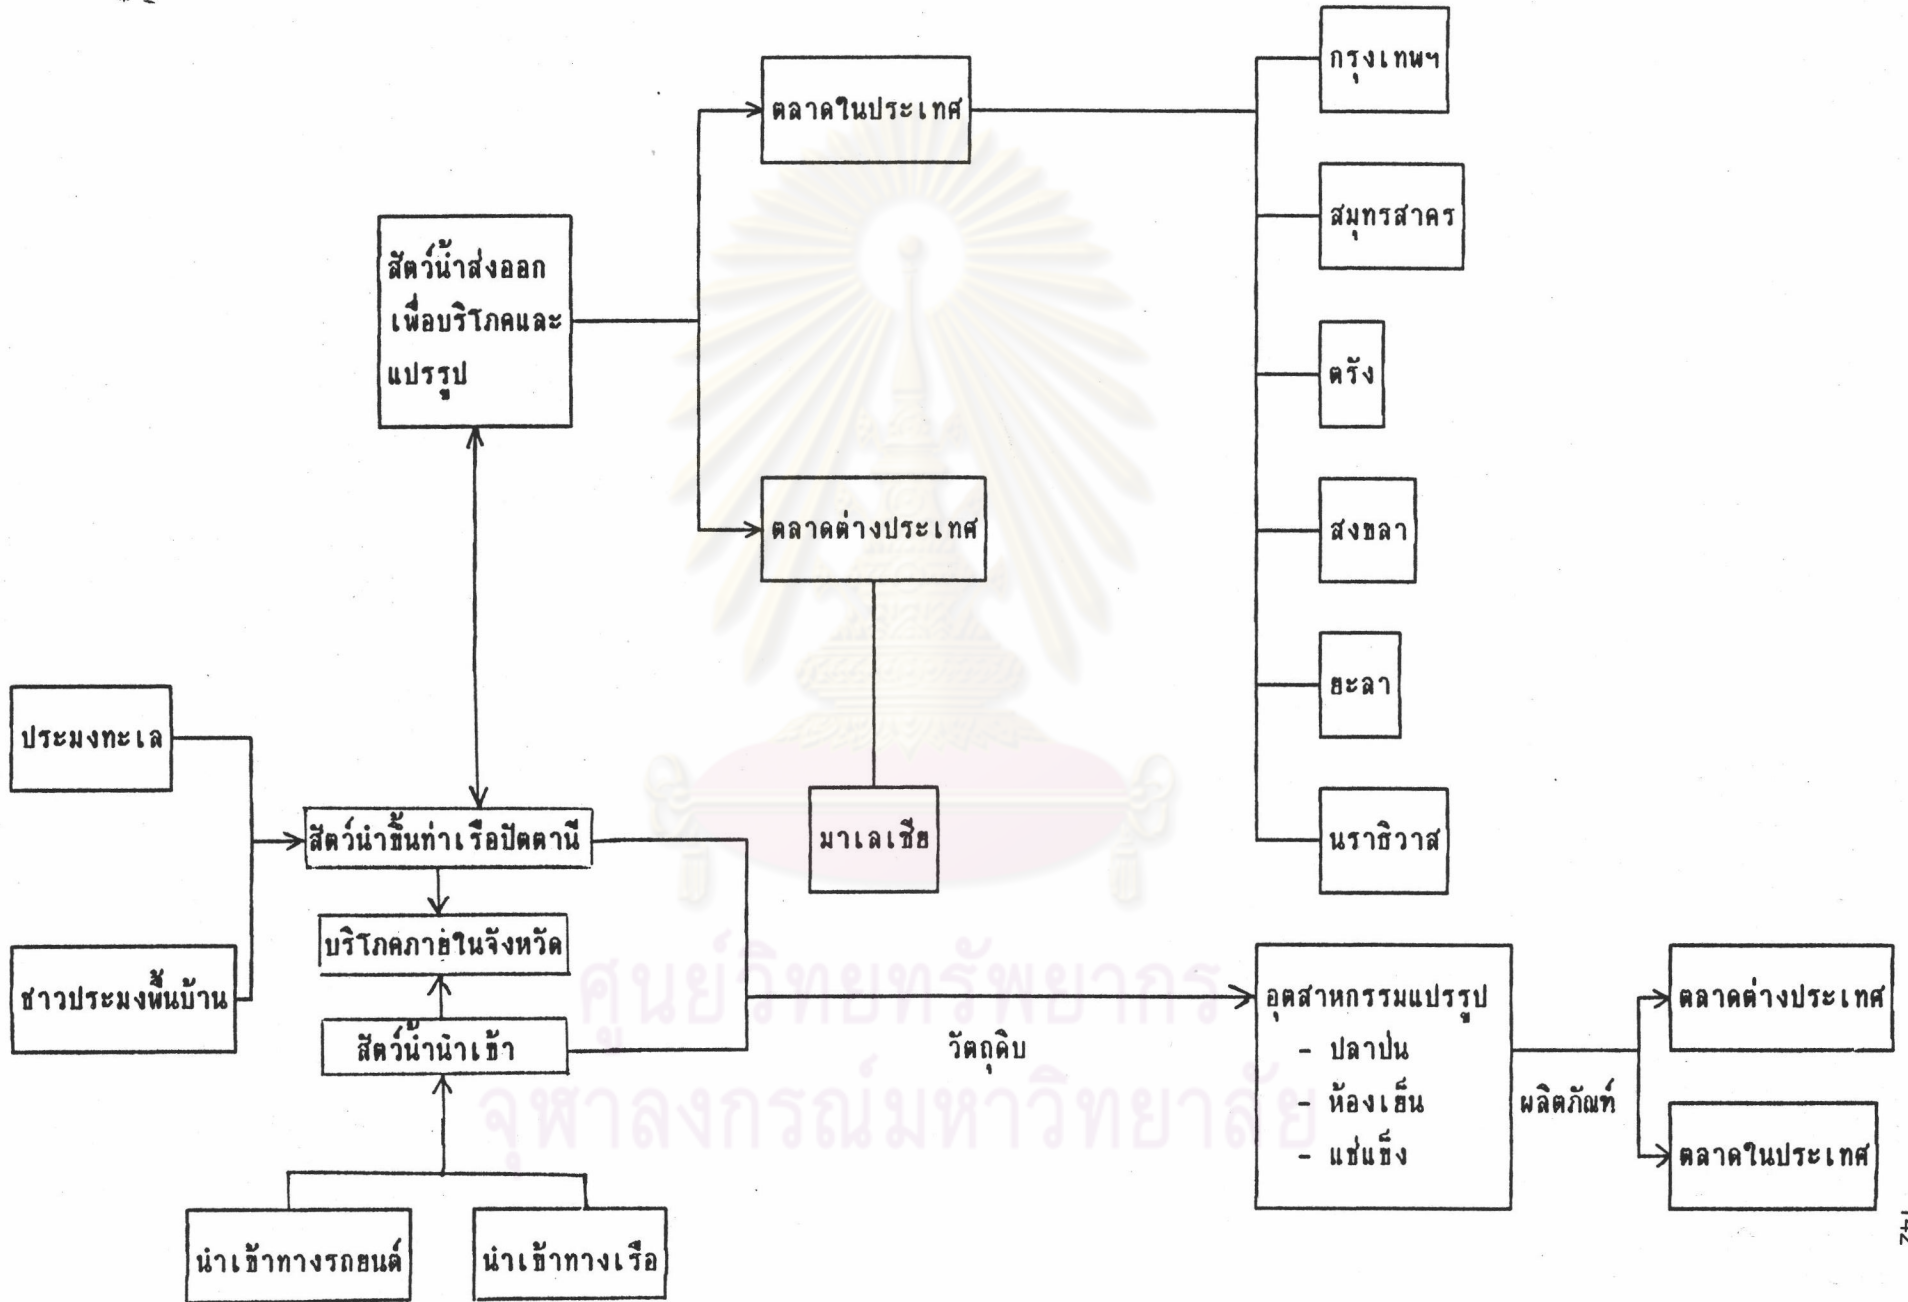 กรุงเทพฯ
ตลาดในประเทศ
สมุทรสาคร
สัตว์น้ำส่งออก
เพื่อบริโภคและ
แปรรูป
ตรัง
ตลาดต่างประเทศ
สงขลา
ยะลา
ประมงทะเล
สัตว์น้ำขึ้นท่าเรือปัตตานี
มาเลเซีย
นราธิวาส
บริโภคภายในจังหวัด
ชาวประมงพื้นบ้าน
สัตว์น้ำนำเข้า
วัตถุดิบ
อุตสาหกรรมแปรรูป
- ปลาป่น
- ห้องเย็น
- แช่แข็ง
ผลิตภัณฑ์
ตลาดต่างประเทศ
ตลาดในประเทศ
นำเข้าทางรถยนต์
นำเข้าทางเรือ
ศูนย์วิทยทรัพยากร
จุฬาลงกรณ์มหาวิทยาลัย